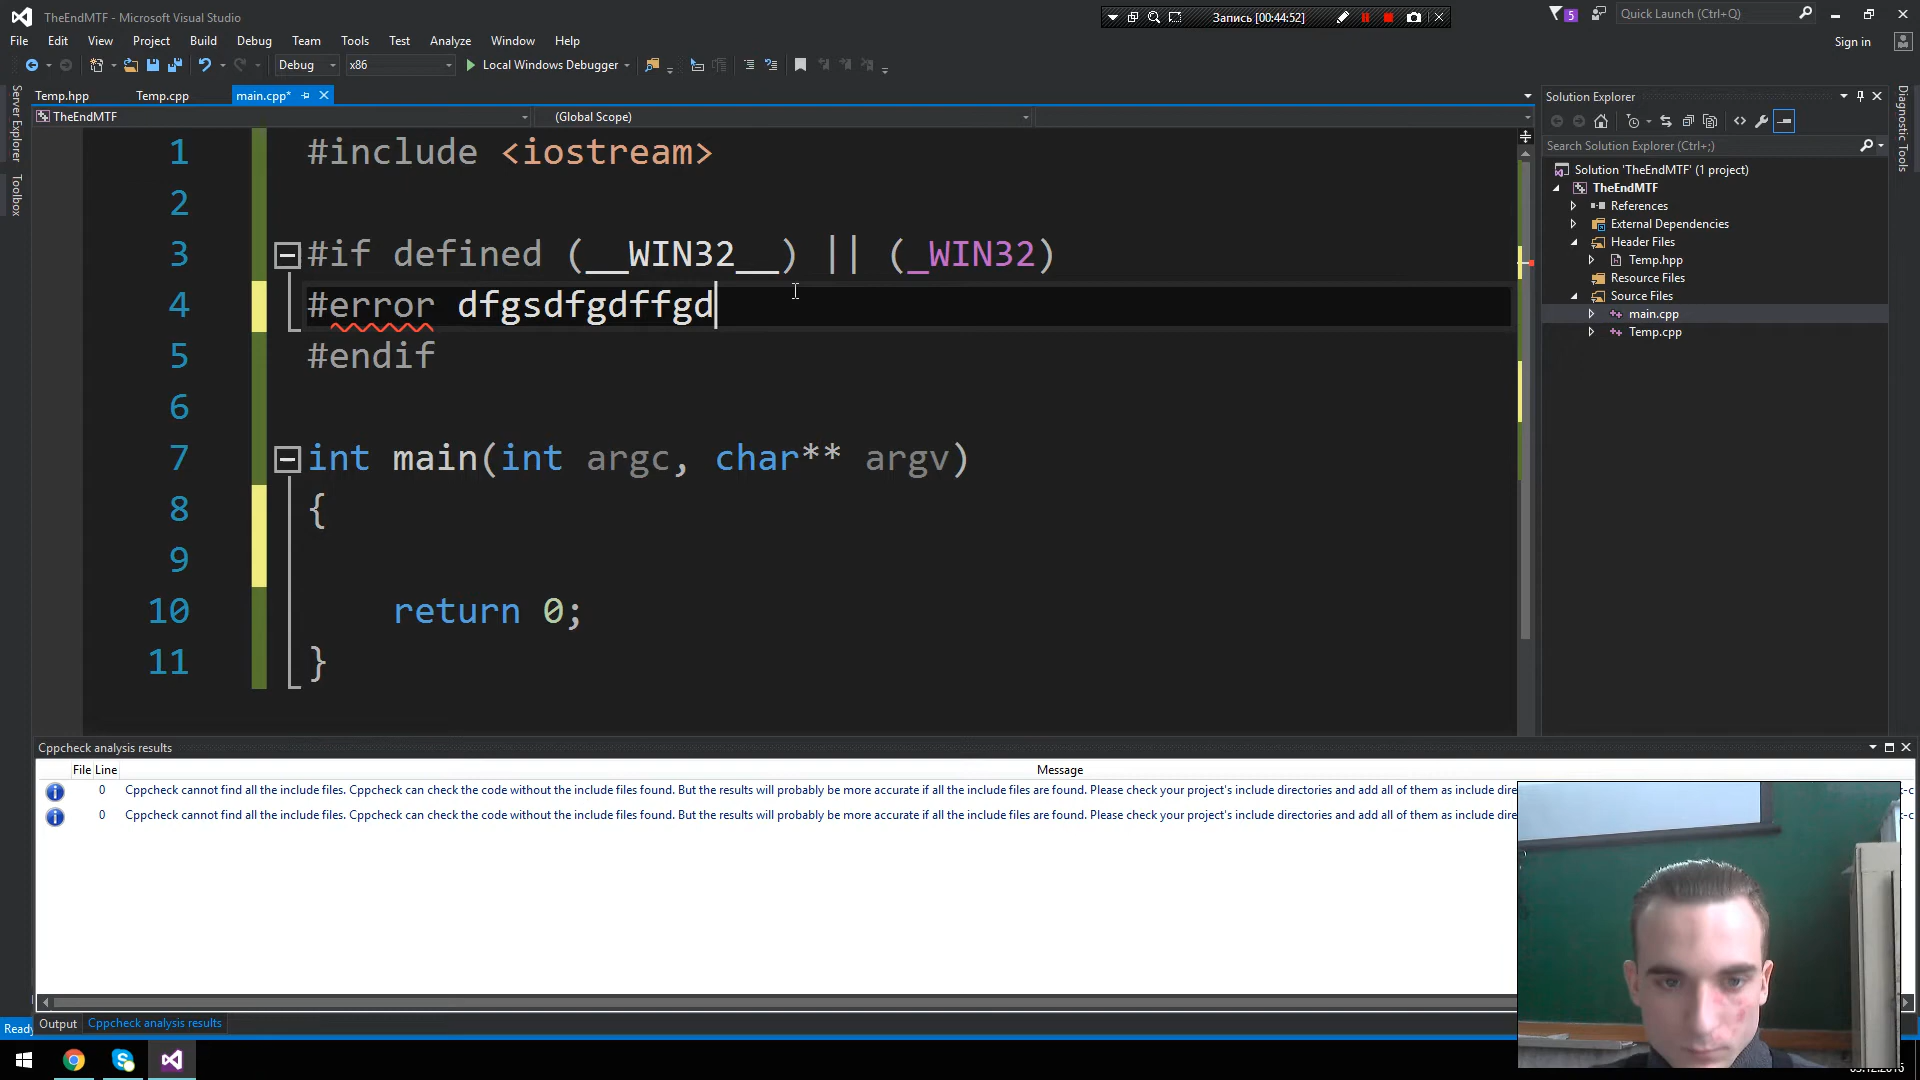 TheEndMTF - Microsoft Visual Studio
Запись [00:44:52]
5
Quick Launch (Ctrl+Q)
File Edit View Project Build Debug Team Tools Test Analyze Window Help
Sign in
Debug x86 Local Windows Debugger
Server Explorer
Toolbox
Temp.hpp Temp.cpp main.cpp*
TheEndMTF (Global Scope)
1 #include <iostream>
2
3 #if defined (__WIN32__) || (_WIN32)
4 #error dfgsdfgdffgd
5 #endif
6
7 int main(int argc, char** argv)
8 {
9
10 return 0;
11 }
Solution Explorer
Search Solution Explorer (Ctrl+;)
Solution 'TheEndMTF' (1 project)
TheEndMTF
References
External Dependencies
Header Files
Temp.hpp
Resource Files
Source Files
main.cpp
Temp.cpp
Diagnostic Tools
Cppcheck analysis results
File Line Message
0 Cppcheck cannot find all the include files. Cppcheck can check the code without the include files found. But the results will probably be more accurate if all the include files are found. Please check your project's include directories and add all of them as include dire
0 Cppcheck cannot find all the include files. Cppcheck can check the code without the include files found. But the results will probably be more accurate if all the include files are found. Please check your project's include directories and add all of them as include dire
Output Cppcheck analysis results
Ready